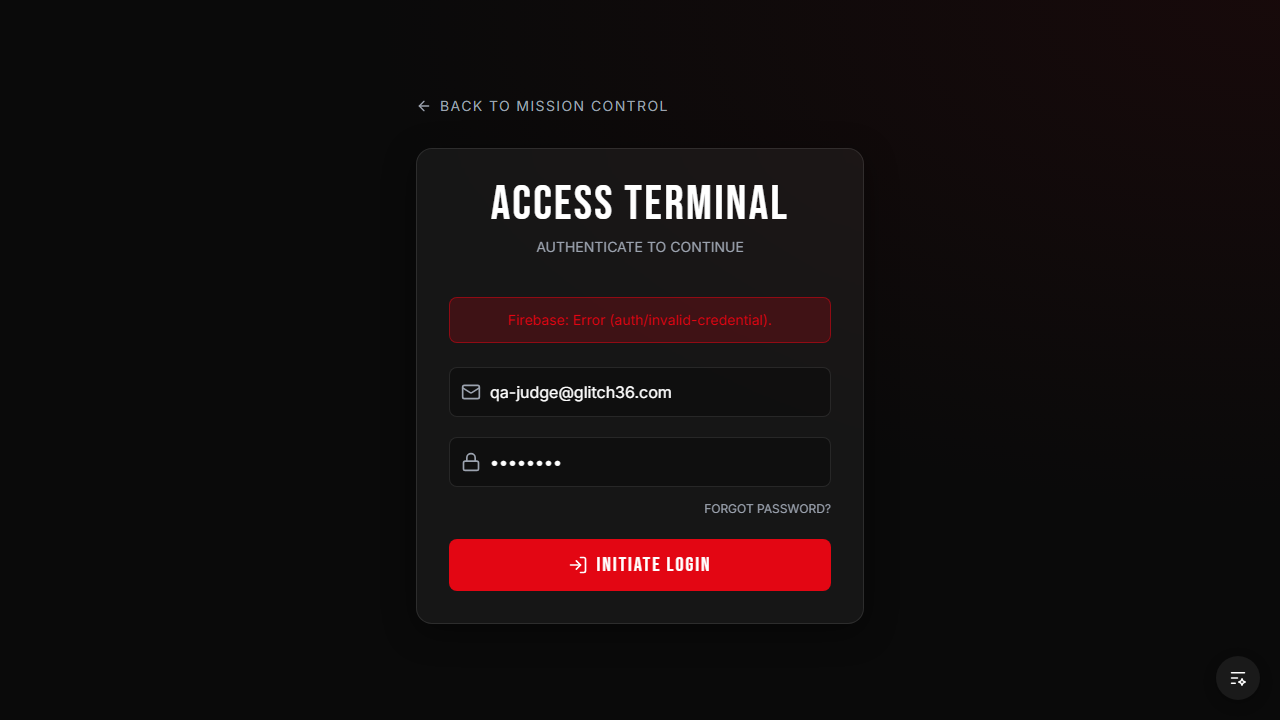 BACK TO MISSION CONTROL
ACCESS TERMINAL
AUTHENTICATE TO CONTINUE
Firebase: Error (auth/invalid-credential).
qa-judge@glitch36.com
••••••••
FORGOT PASSWORD?
INITIATE LOGIN